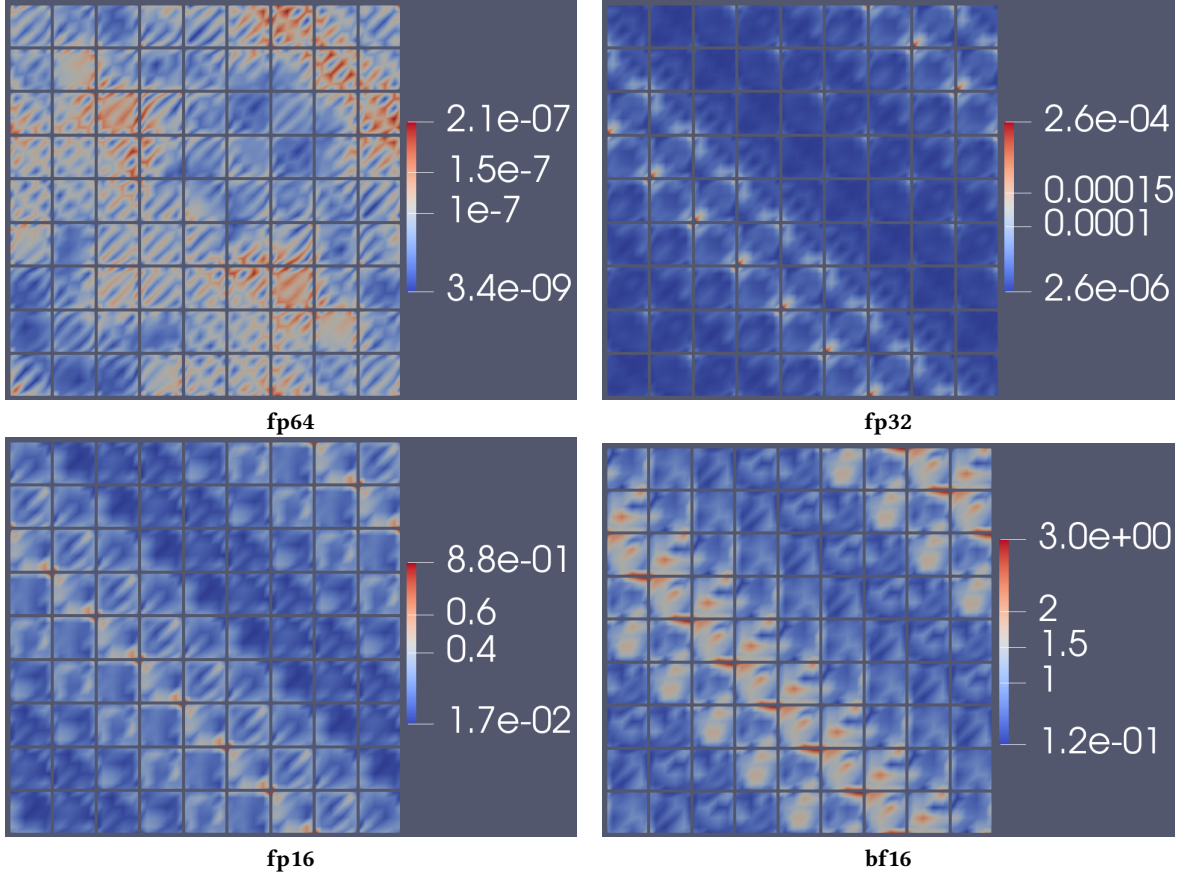 2.1e-07
1.5e-7
1e-7
3.4e-09
fp64
2.6e-04
0.00015
0.0001
2.6e-06
fp32
8.8e-01
0.6
0.4
1.7e-02
fp16
3.0e+00
2
1.5
1
1.2e-01
bf16